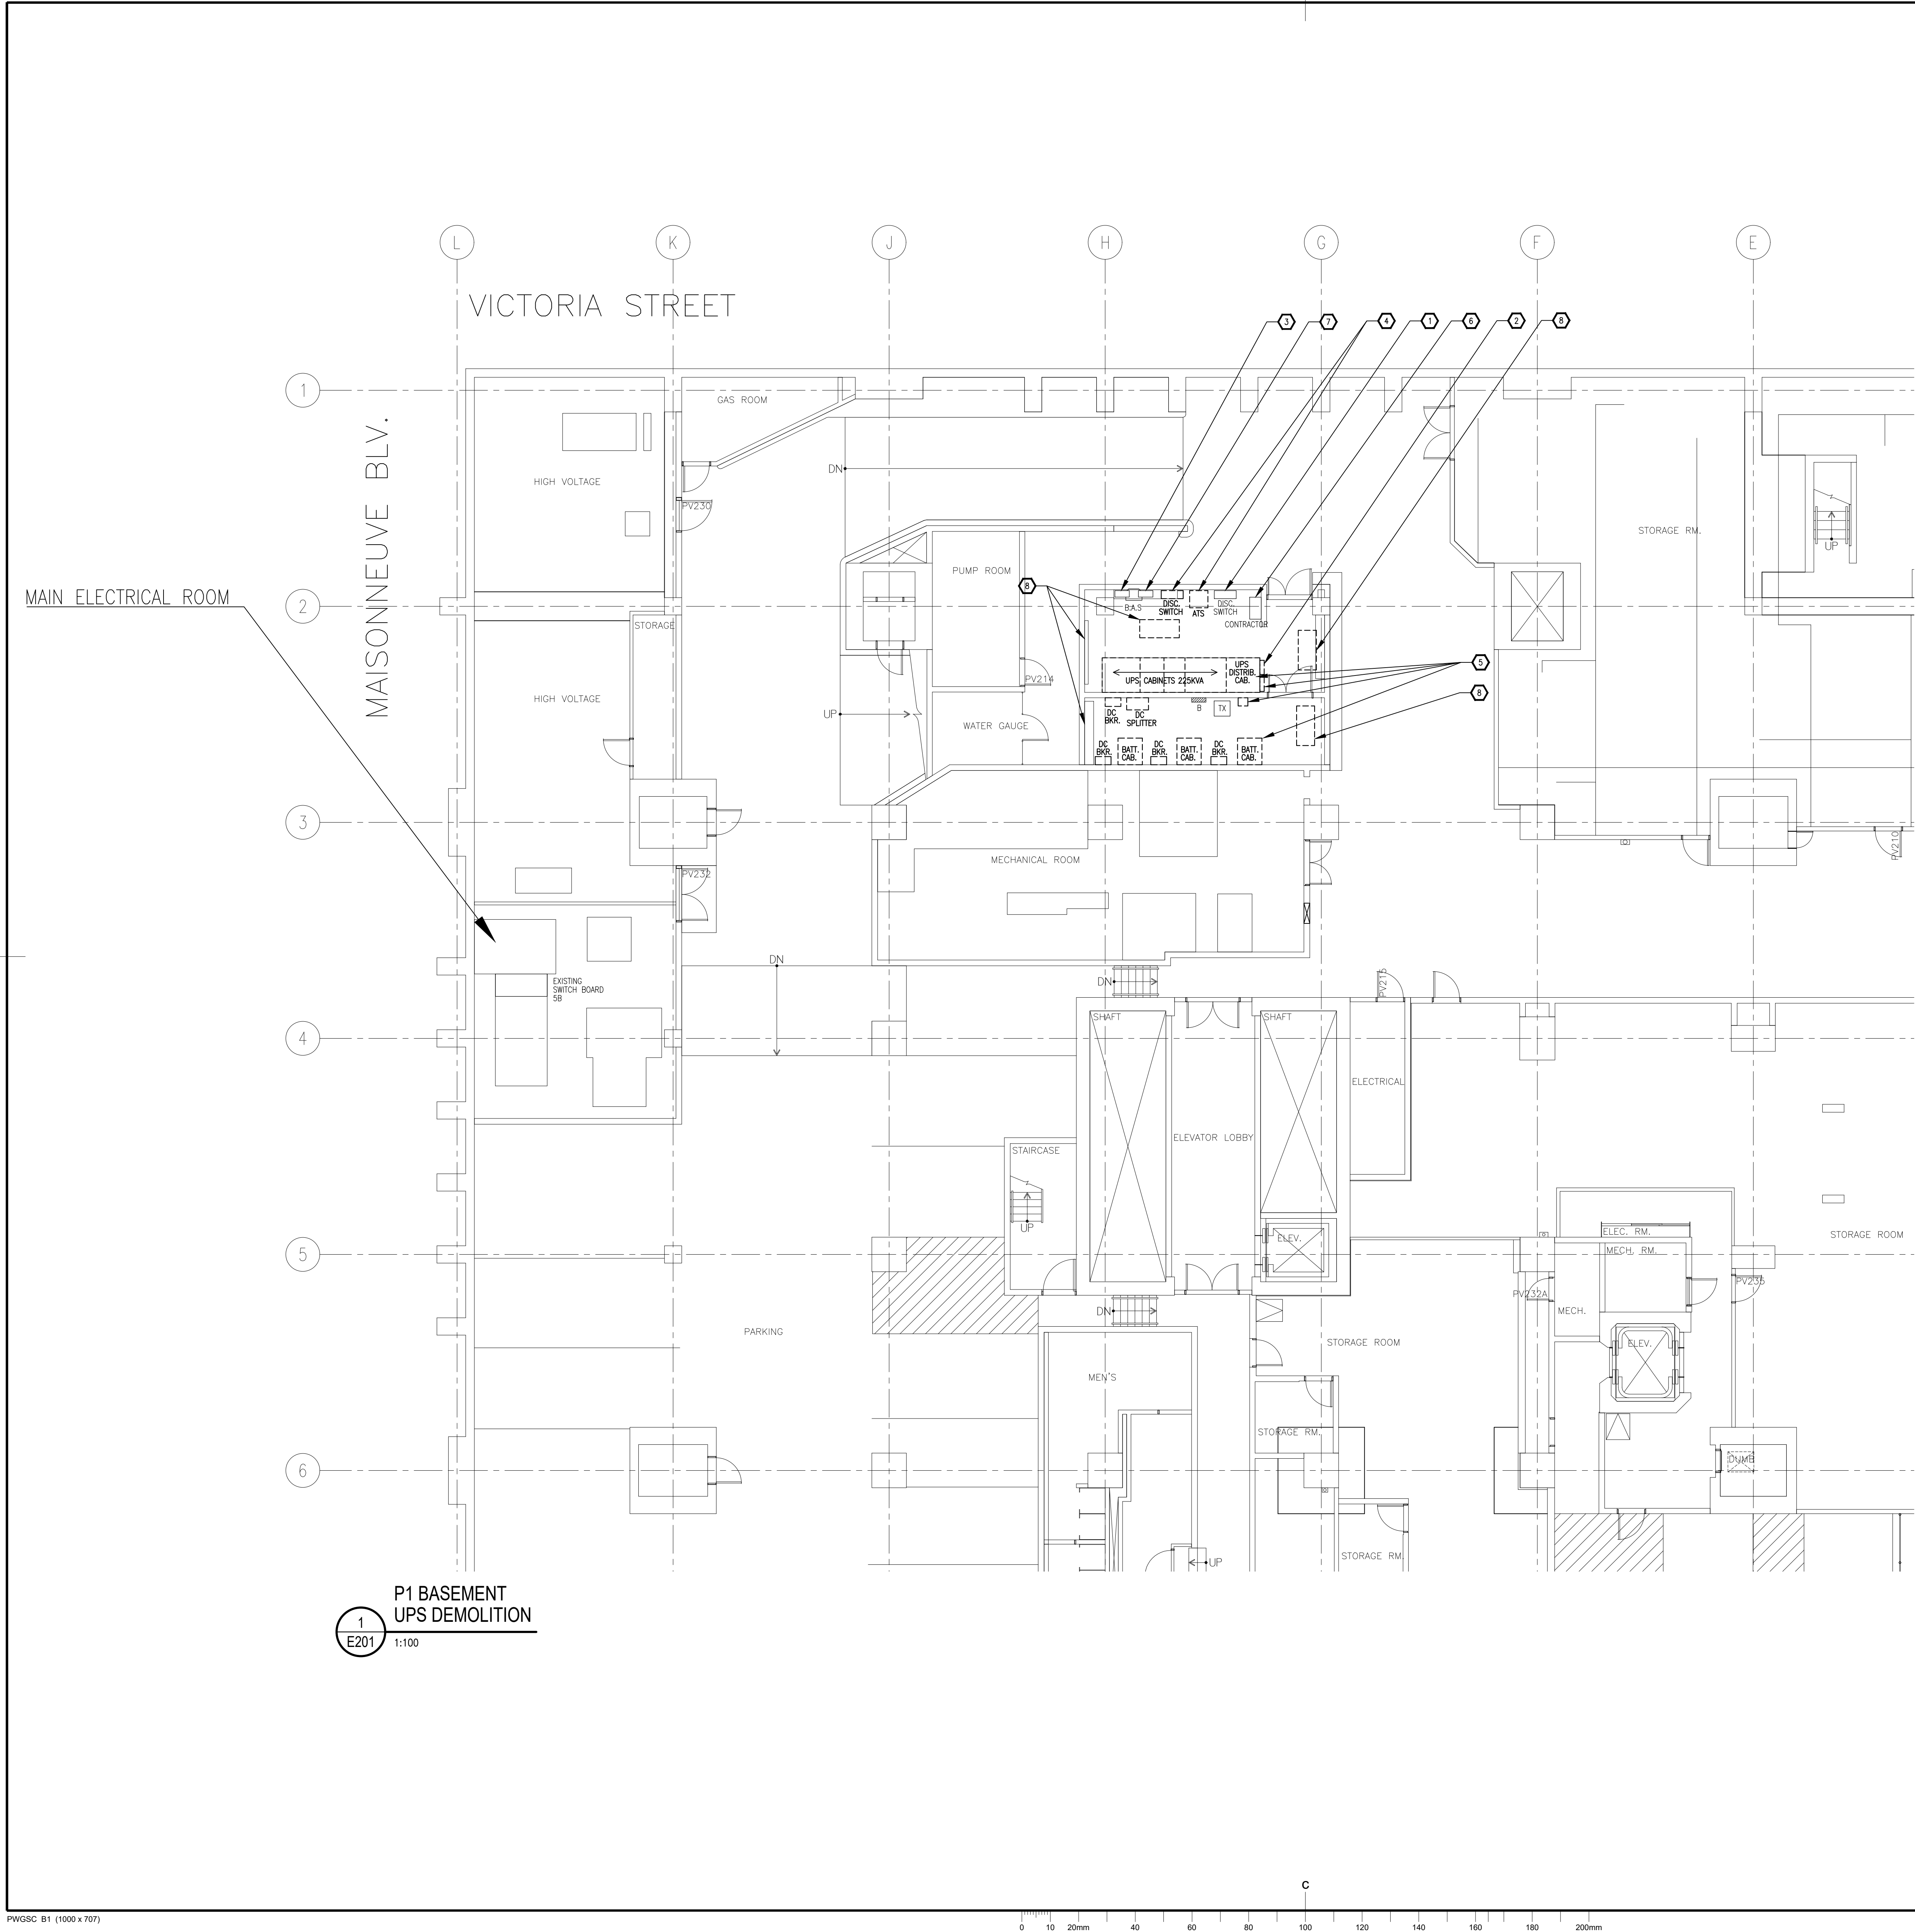 L
K
J
H
G
F
E
VICTORIA STREET
3
7
4
1
6
2
8
1
GAS ROOM
MAISONNEUVE BLV.
DN
HIGH VOLTAGE
PV230
STORAGE RM.
UP
PUMP ROOM
8
MAIN ELECTRICAL ROOM
2
B.A.S
DISC.
SWITCH
ATS
DISC.
SWITCH
CONTRACTOR
STORAGE
UPS
DISTRIB.
CAB.
5
PV214
UPS CABINETS 225KVA
8
HIGH VOLTAGE
UP
WATER GAUGE
DC
BKR.
DC
SPLITTER
B
TX
DC
BKR.
BATT.
CAB.
DC
BKR.
BATT.
CAB.
DC
BKR.
BATT.
CAB.
3
PV210
MECHANICAL ROOM
PV232
DN
EXISTING
SWITCH BOARD
5B
DN
PV215
SHAFT
SHAFT
4
ELECTRICAL
ELEVATOR LOBBY
STAIRCASE
UP
5
ELEV.
ELEC. RM.
MECH. RM.
STORAGE ROOM
PV235
PV232A
MECH.
DN
PARKING
STORAGE ROOM
ELEV.
MEN'S
STORAGE RM.
6
DUMB
STORAGE RM.
UP
P1 BASEMENT
UPS DEMOLITION
1
E201
1:100
C
PWGSC B1 (1000 x 707)
0 10 20mm 40 60 80 100 120 140 160 180 200mm